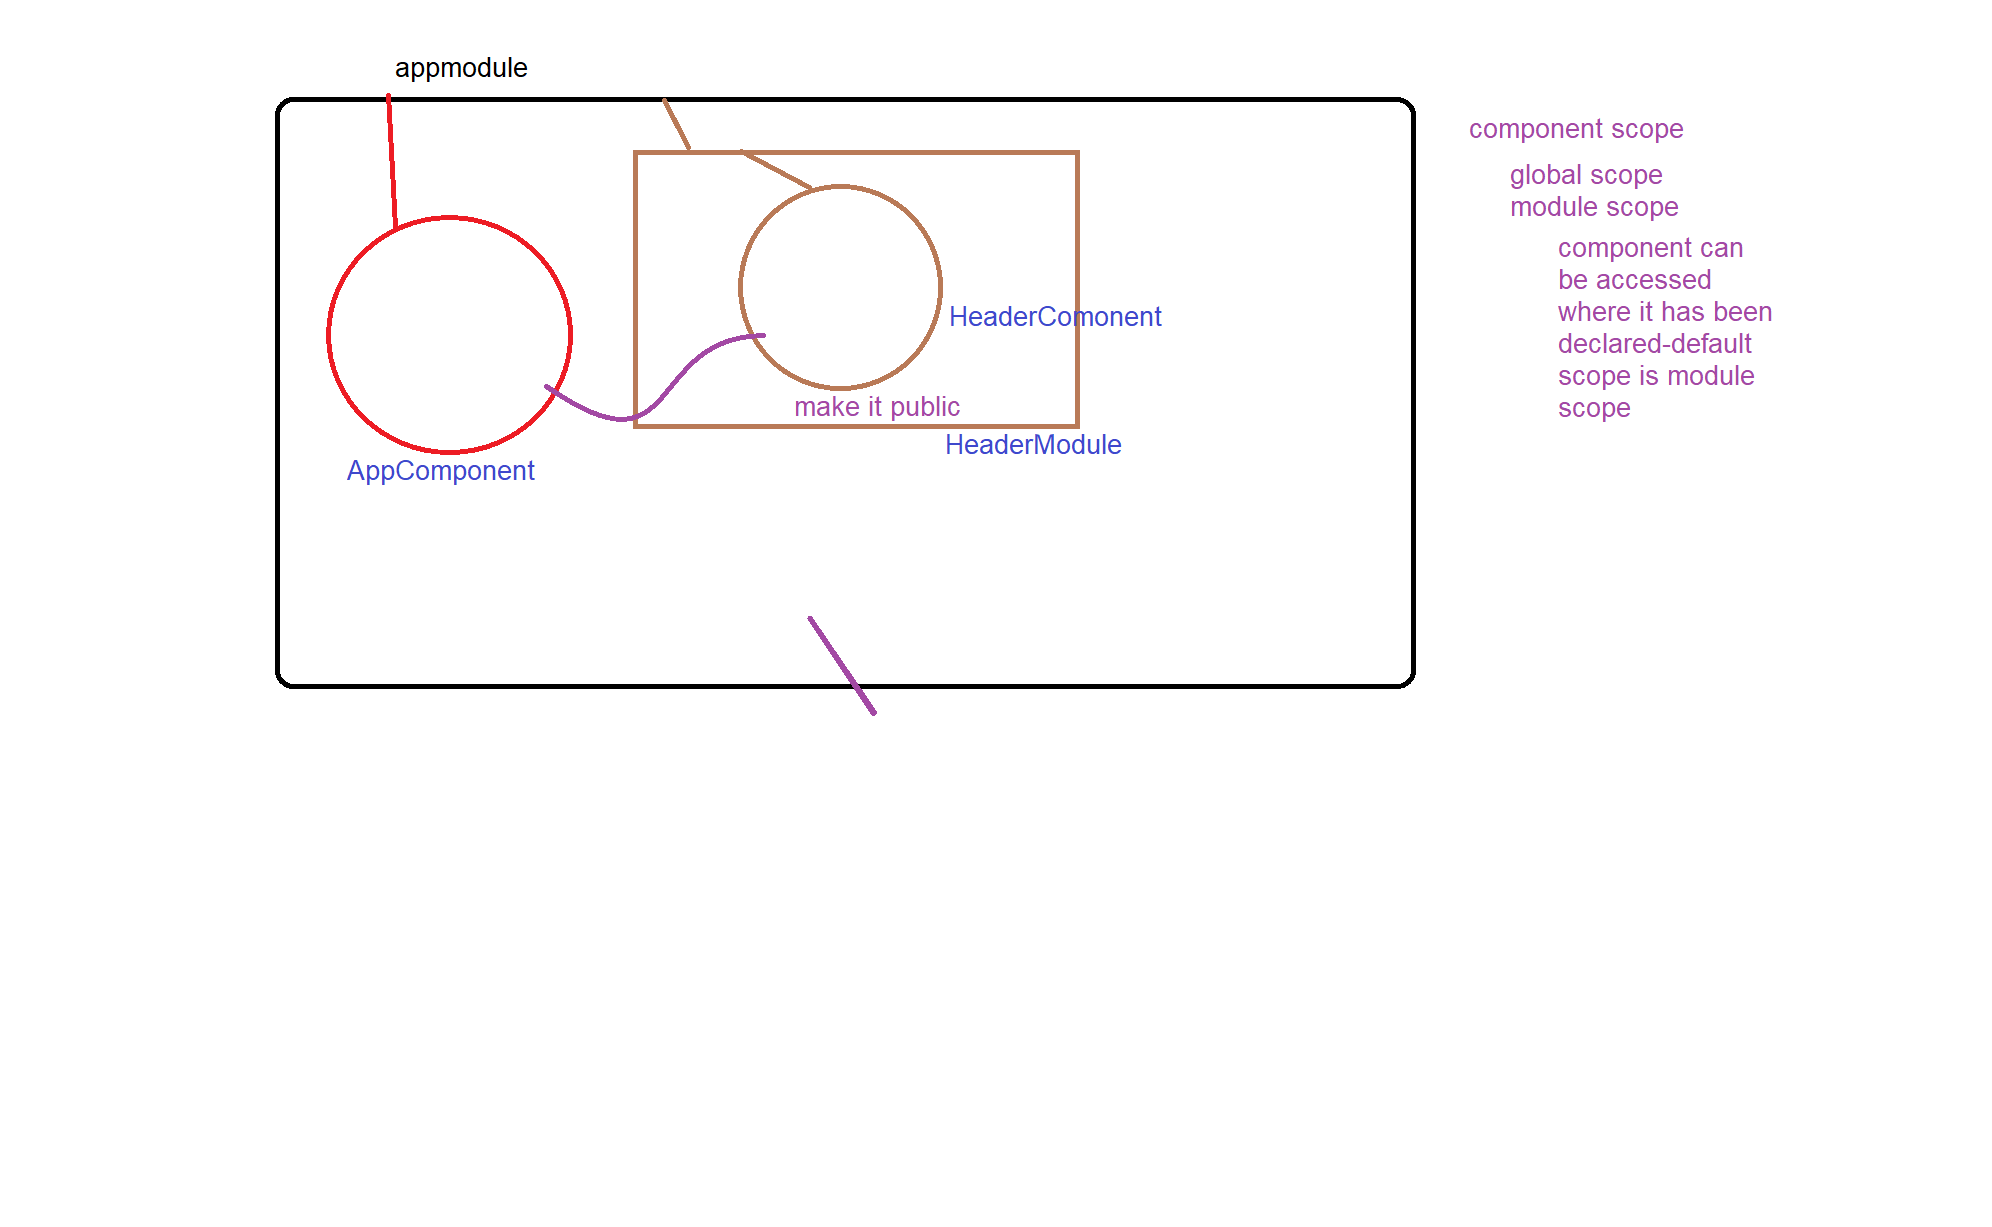 appmodule
component scope
global scope
module scope
component can
be accessed
where it has been
declared-default
scope is module
scope
HeaderComonent
make it public
HeaderModule
AppComponent